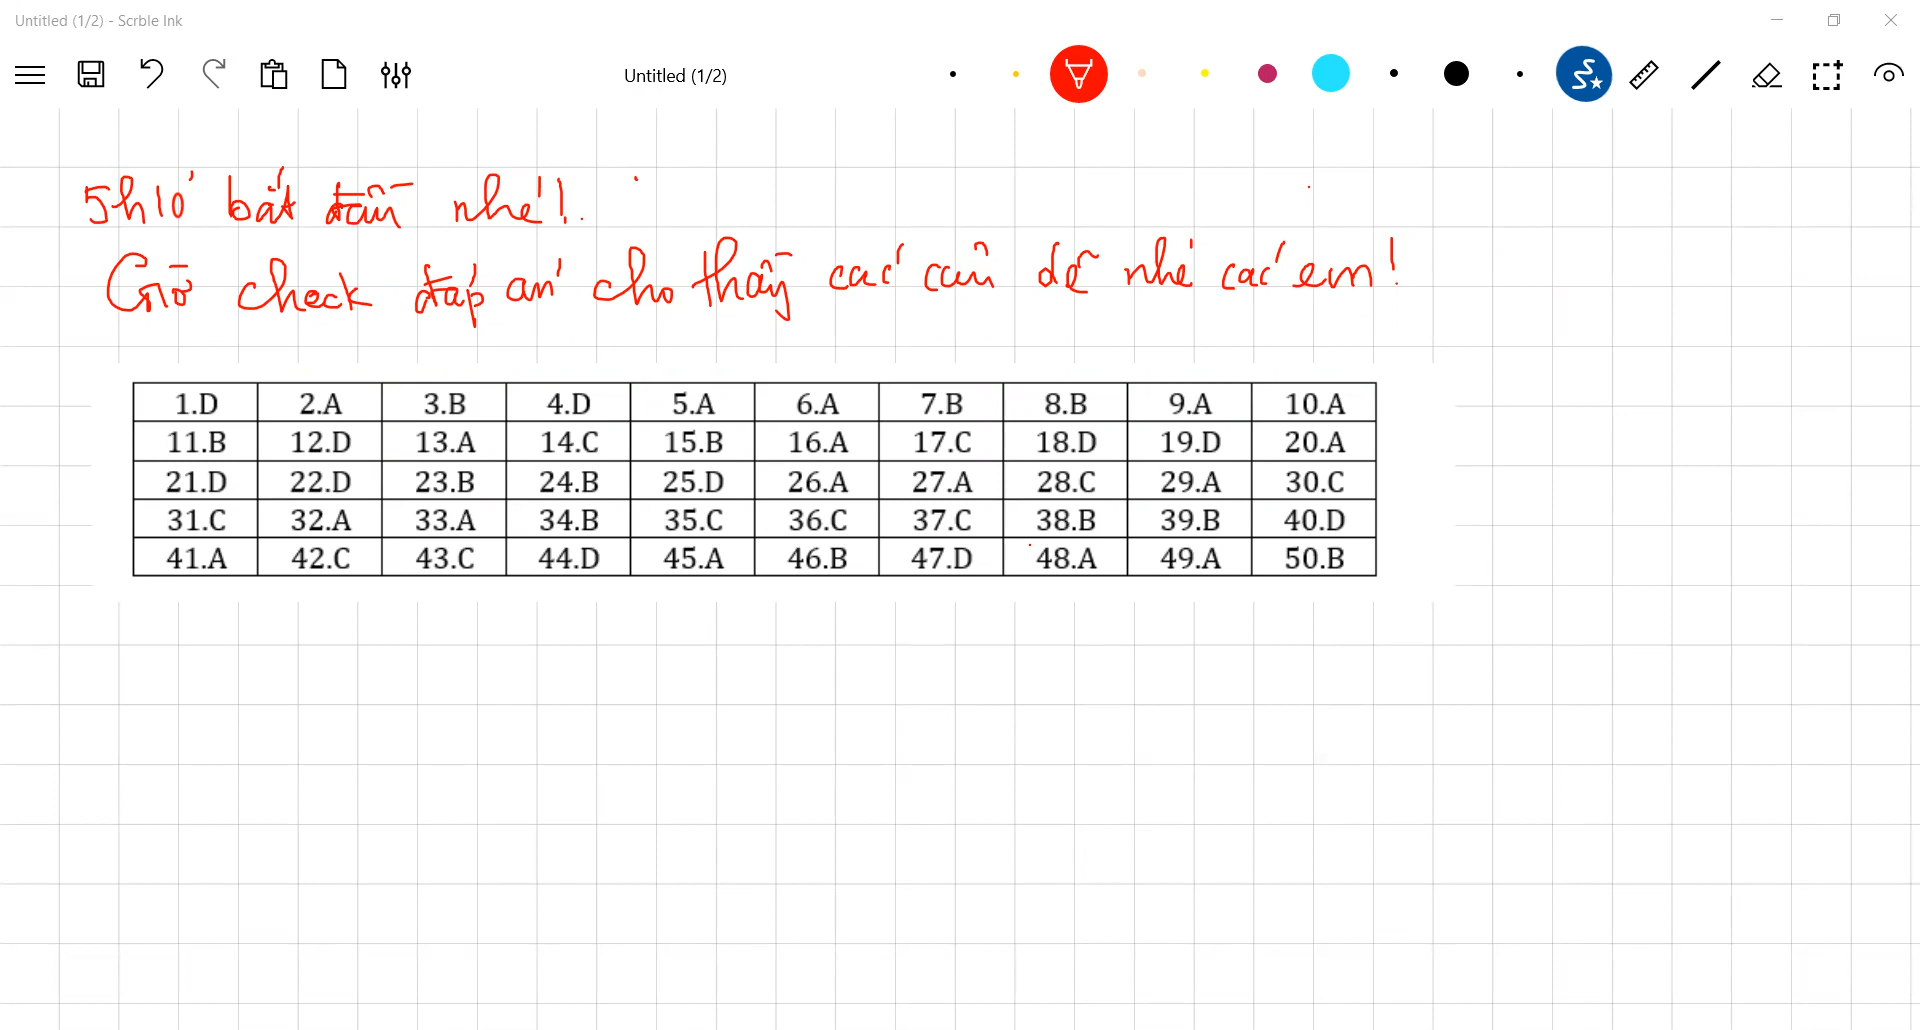 Untitled (1/2) - Scrble Ink
Untitled (1/2)
5h10' bắt đầu nhé!
Giờ check đáp án cho thầy các câu dễ nhé các em!
1.D 2.A 3.B 4.D 5.A 6.A 7.B 8.B 9.A 10.A
11.B 12.D 13.A 14.C 15.B 16.A 17.C 18.D 19.D 20.A
21.D 22.D 23.B 24.B 25.D 26.A 27.A 28.C 29.A 30.C
31.C 32.A 33.A 34.B 35.C 36.C 37.C 38.B 39.B 40.D
41.A 42.C 43.C 44.D 45.A 46.B 47.D 48.A 49.A 50.B